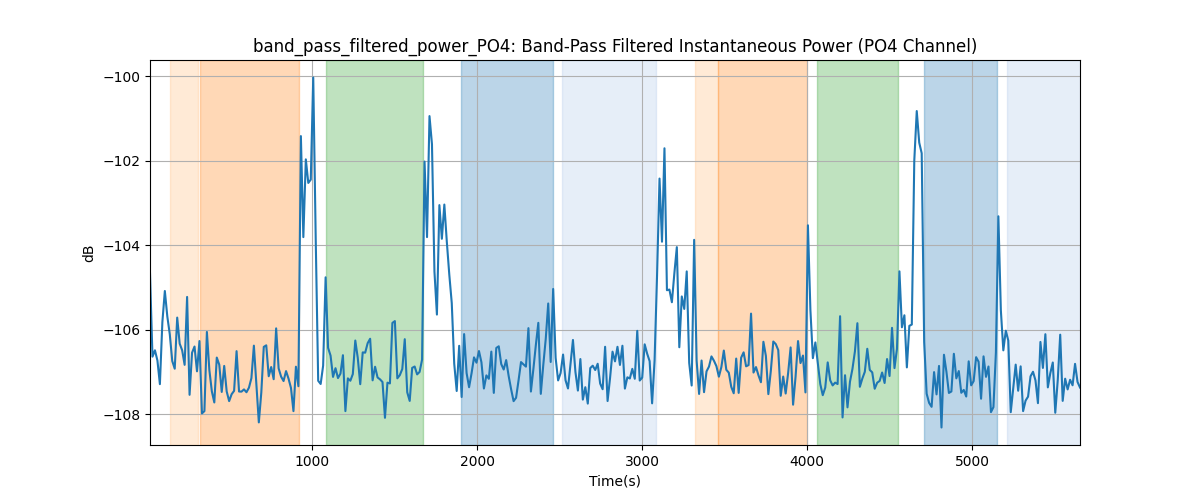 band_pass_filtered_power_PO4: Band-Pass Filtered Instantaneous Power (PO4 Channel)
−100
−102
−104
−106
−108
dB
1000 2000 3000 4000 5000
Time(s)